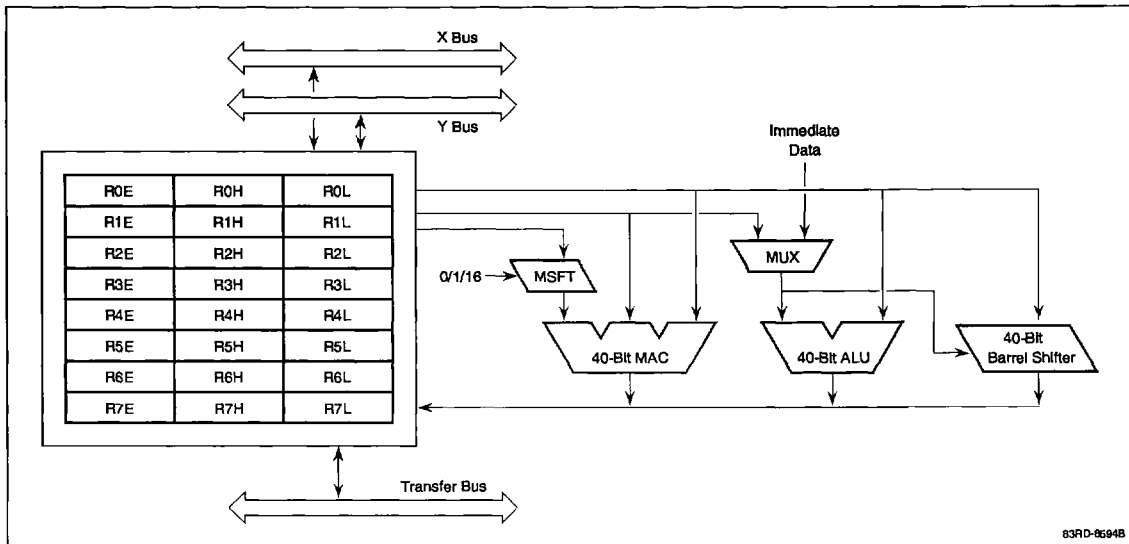 X Bus
Y Bus
Immediate
Data
R0E R0H R0L
R1E R1H R1L
R2E R2H R2L
R3E R3H R3L
R4E R4H R4L
R5E R5H R5L
R6E R6H R6L
R7E R7H R7L
MUX
0/1/16
MSFT
40-Bit MAC
40-Bit ALU
40-Bit
Barrel Shifter
Transfer Bus
83RD-8594B